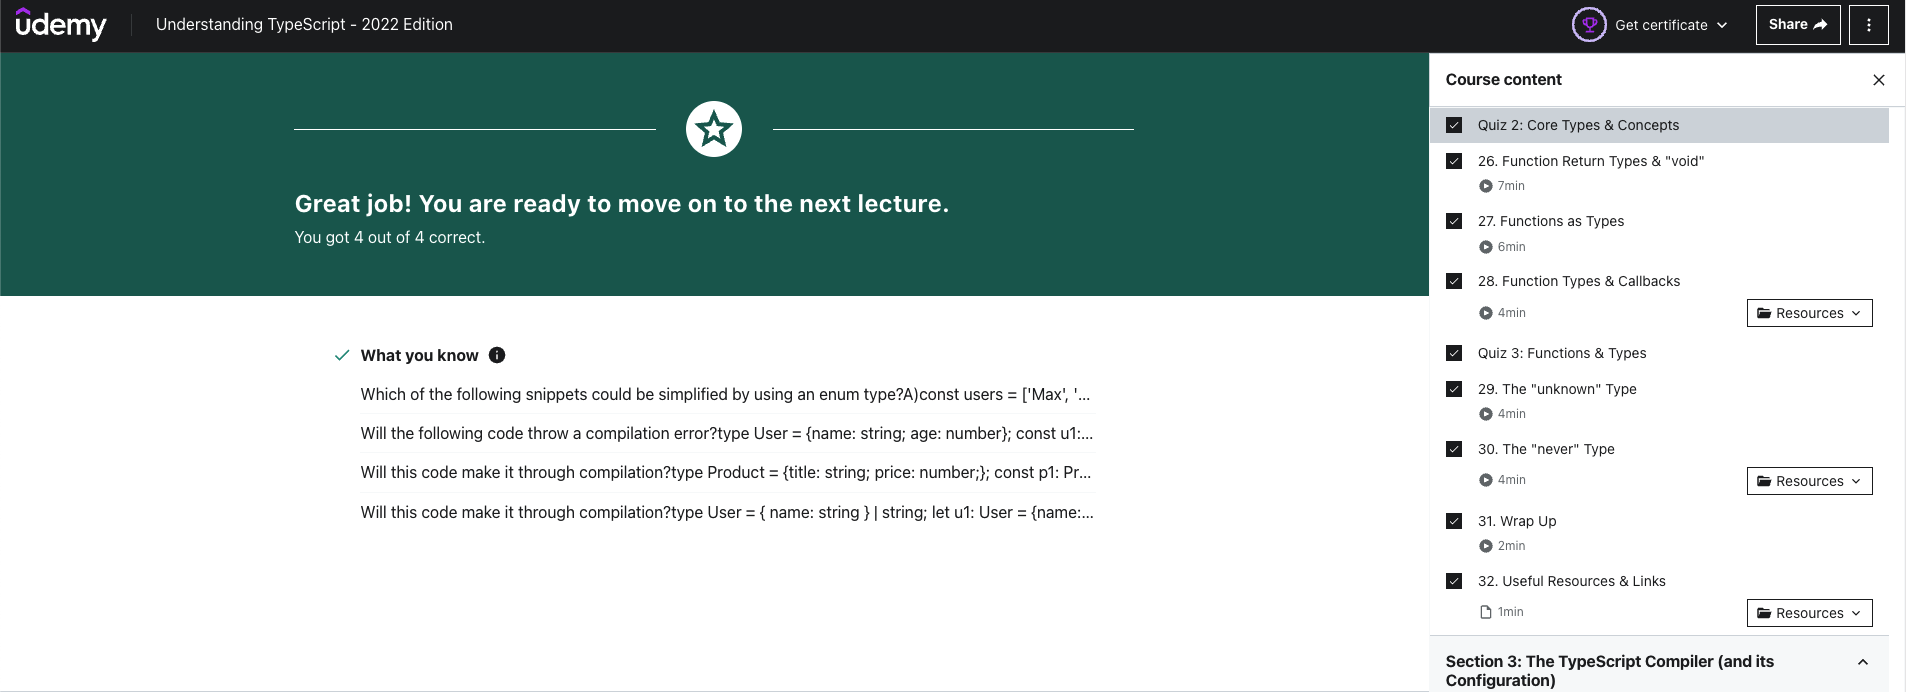 udemy
Understanding TypeScript - 2022 Edition
Get certificate
Share
Great job! You are ready to move on to the next lecture.
You got 4 out of 4 correct.
What you know
Which of the following snippets could be simplified by using an enum type?A)const users = ['Max', '...
Will the following code throw a compilation error?type User = {name: string; age: number}; const u1:...
Will this code make it through compilation?type Product = {title: string; price: number;}; const p1: Pr...
Will this code make it through compilation?type User = { name: string } | string; let u1: User = {name:...
Course content
Quiz 2: Core Types & Concepts
26. Function Return Types & "void"
7min
27. Functions as Types
6min
28. Function Types & Callbacks
4min
Resources
Quiz 3: Functions & Types
29. The "unknown" Type
4min
30. The "never" Type
4min
Resources
31. Wrap Up
2min
32. Useful Resources & Links
1min
Resources
Section 3: The TypeScript Compiler (and its
Configuration)